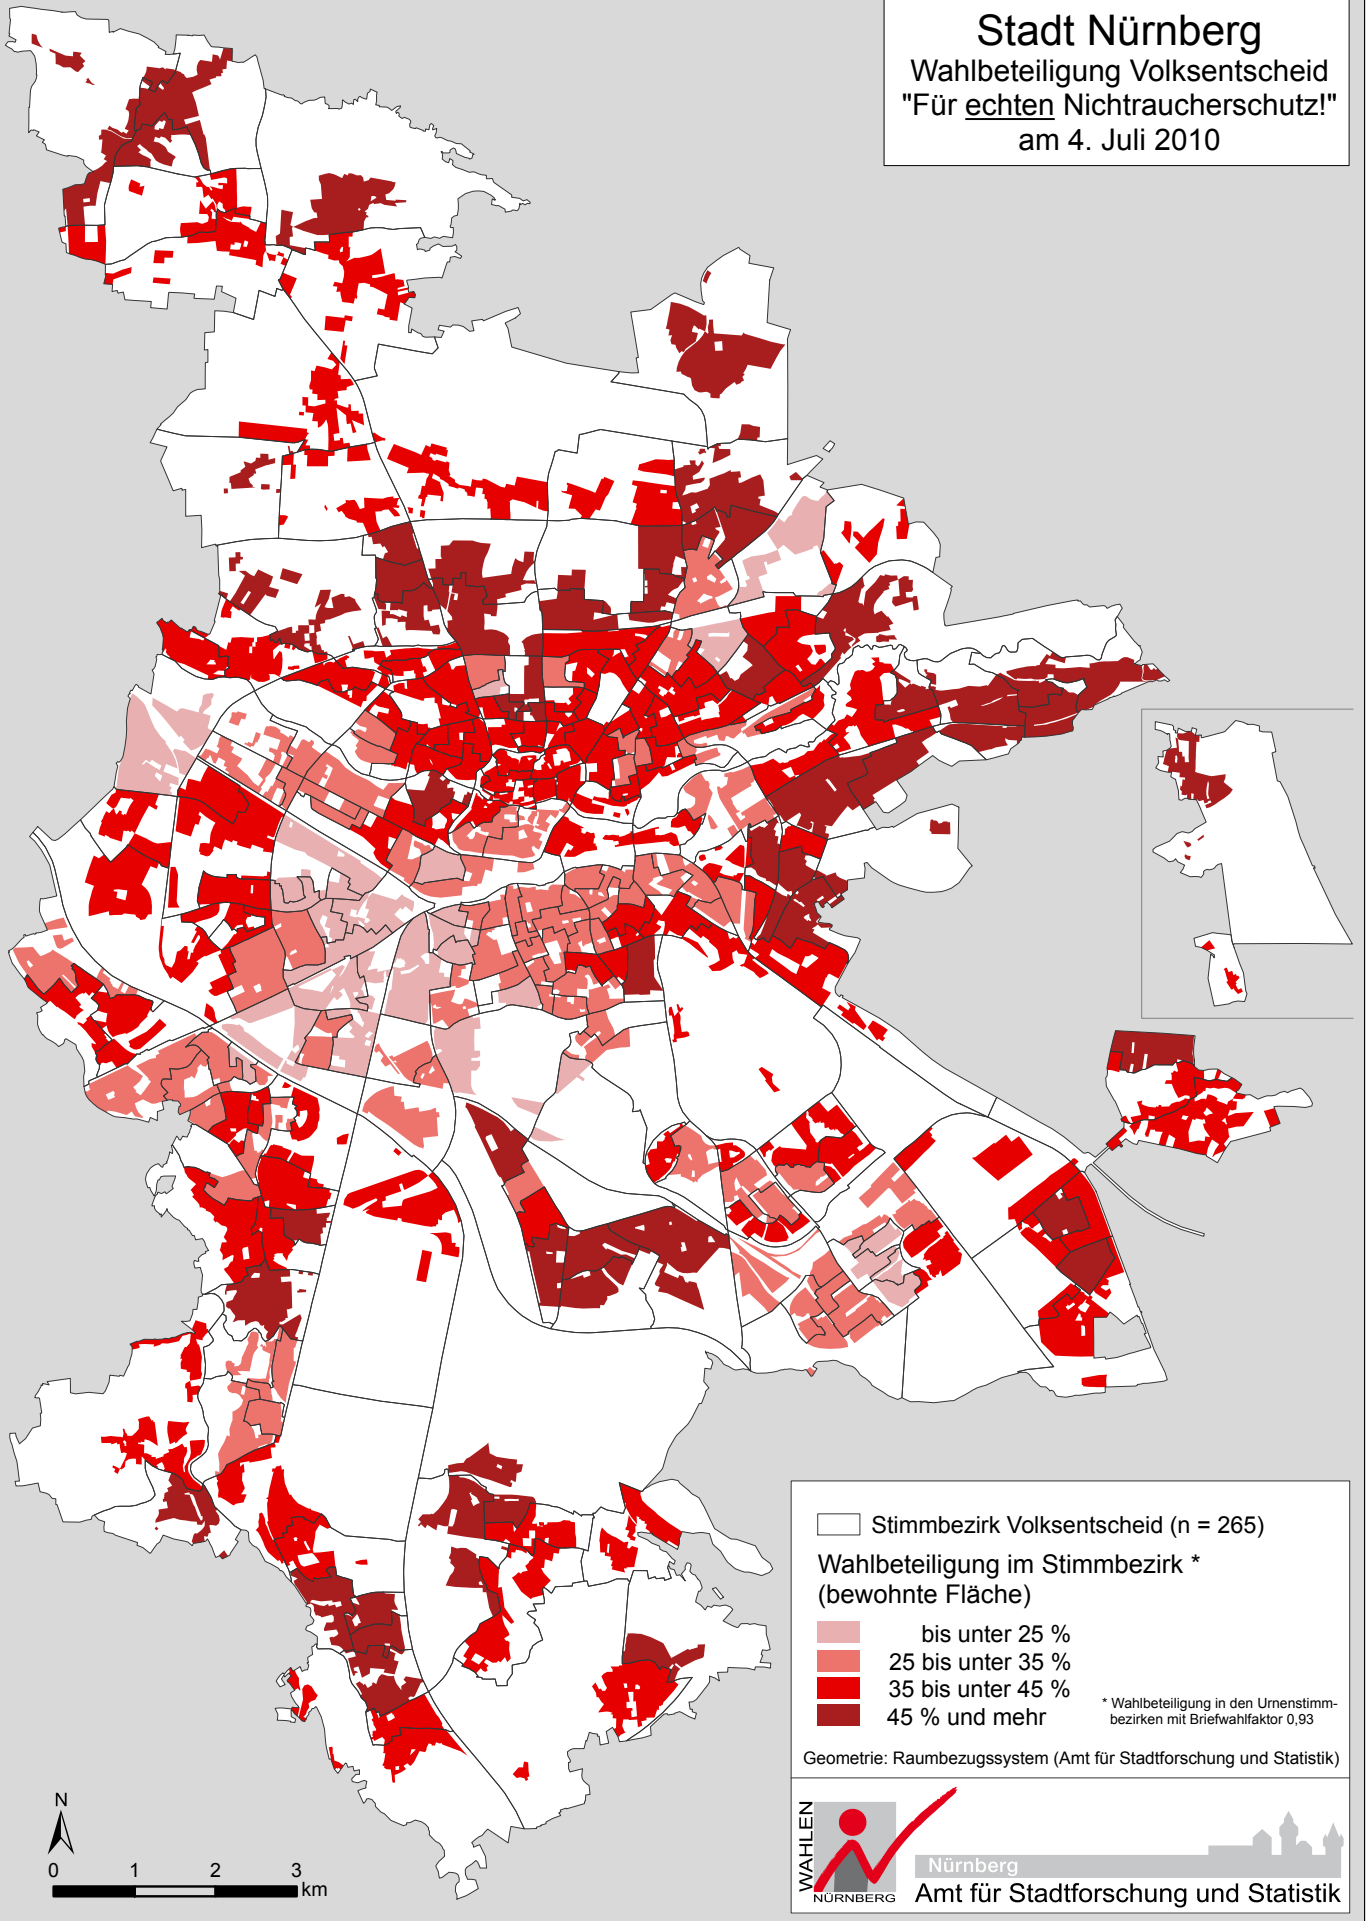 Stadt Nürnberg
Wahlbeteiligung Volksentscheid
"Für echten Nichtraucherschutz!"
am 4. Juli 2010
Stimmbezirk Volksentscheid (n = 265)
Wahlbeteiligung im Stimmbezirk *
(bewohnte Fläche)
bis unter 25 %
25 bis unter 35 %
35 bis unter 45 %
45 % und mehr
* Wahlbeteiligung in den Urnenstimm-
bezirken mit Briefwahlfaktor 0,93
Geometrie: Raumbezugssystem (Amt für Stadtforschung und Statistik)
N
0 1 2 3
km
WAHLEN
NÜRNBERG
Nürnberg
Amt für Stadtforschung und Statistik